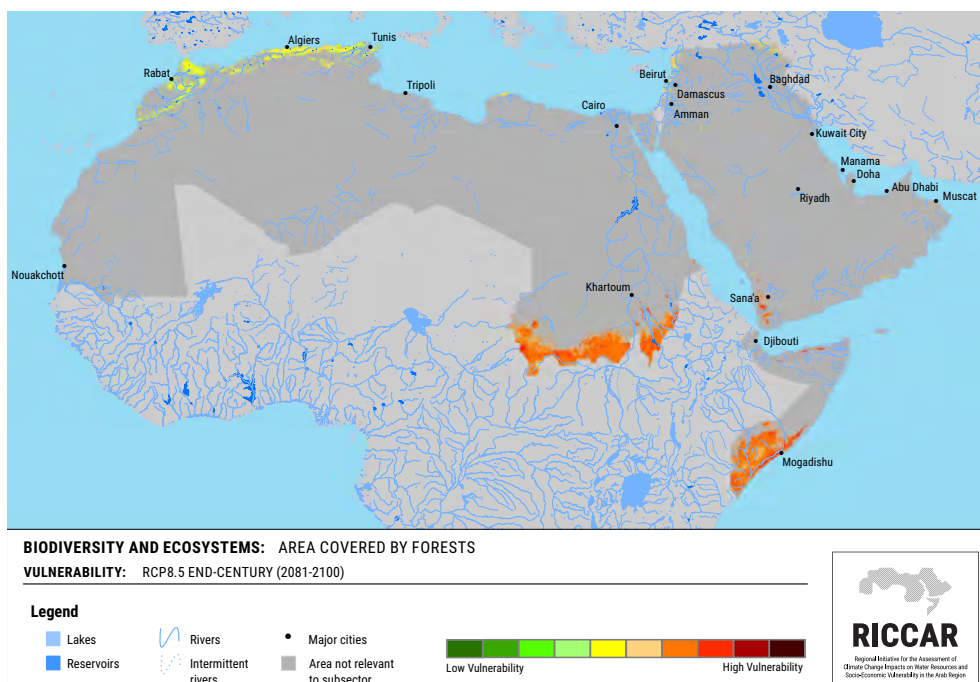 Algiers
Tunis
Rabat
Tripoli
Beirut
Baghdad
Damascus
Cairo
Amman
Kuwait City
Manama
Doha
Abu Dhabi
Muscat
Riyadh
Nouakchott
Khartoum
Sana'a
Djibouti
Mogadishu
BIODIVERSITY AND ECOSYSTEMS: AREA COVERED BY FORESTS
VULNERABILITY: RCP8.5 END-CENTURY (2081-2100)
Legend
Lakes
Rivers
Major cities
Reservoirs
Intermittent
rivers
Area not relevant
to subsector
Low Vulnerability
High Vulnerability
RICCAR
Regional Initiative for the Assessment of
Climate Change Impacts on Water Resources and
Socio-Economic Vulnerability in the Arab Region